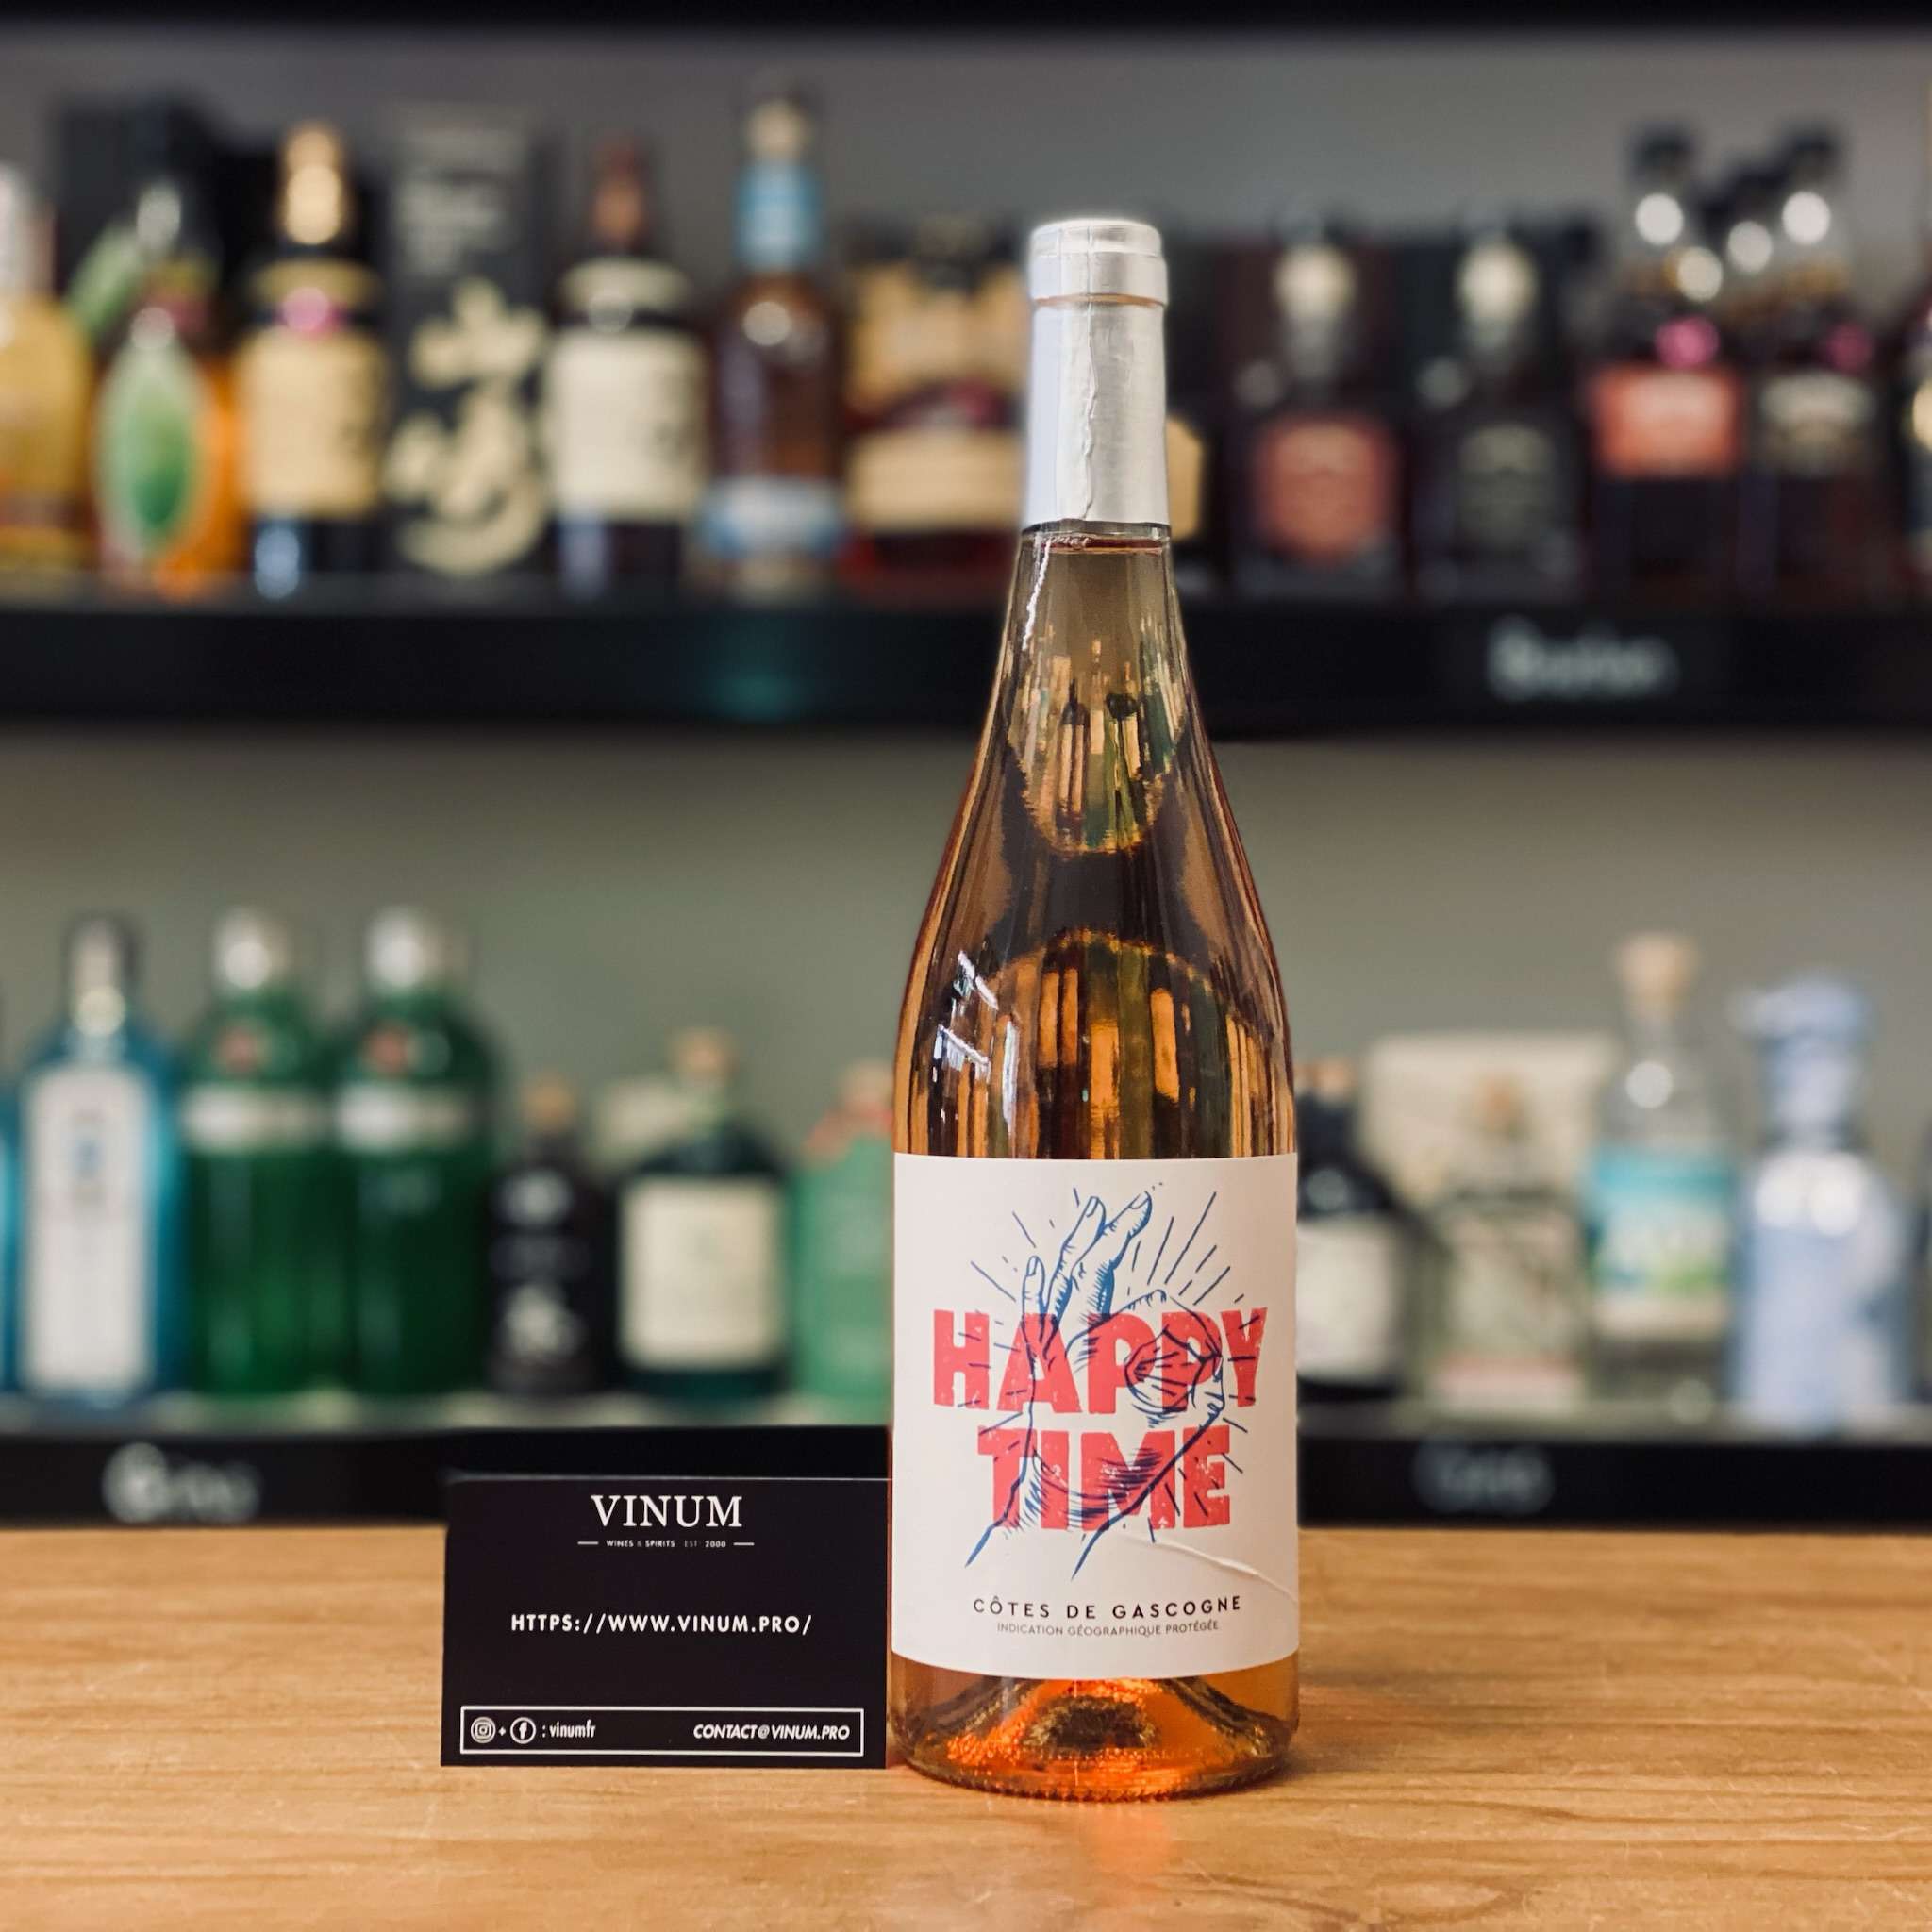 VINUM
WINES & SPIRITS EST 2000
HTTPS://WWW.VINUM.PRO/
+ : vinumfr
CONTACT@VINUM.PRO
HAPPY
TIME
CÔTES DE GASCOGNE
INDICATION GÉOGRAPHIQUE PROTÉGÉE